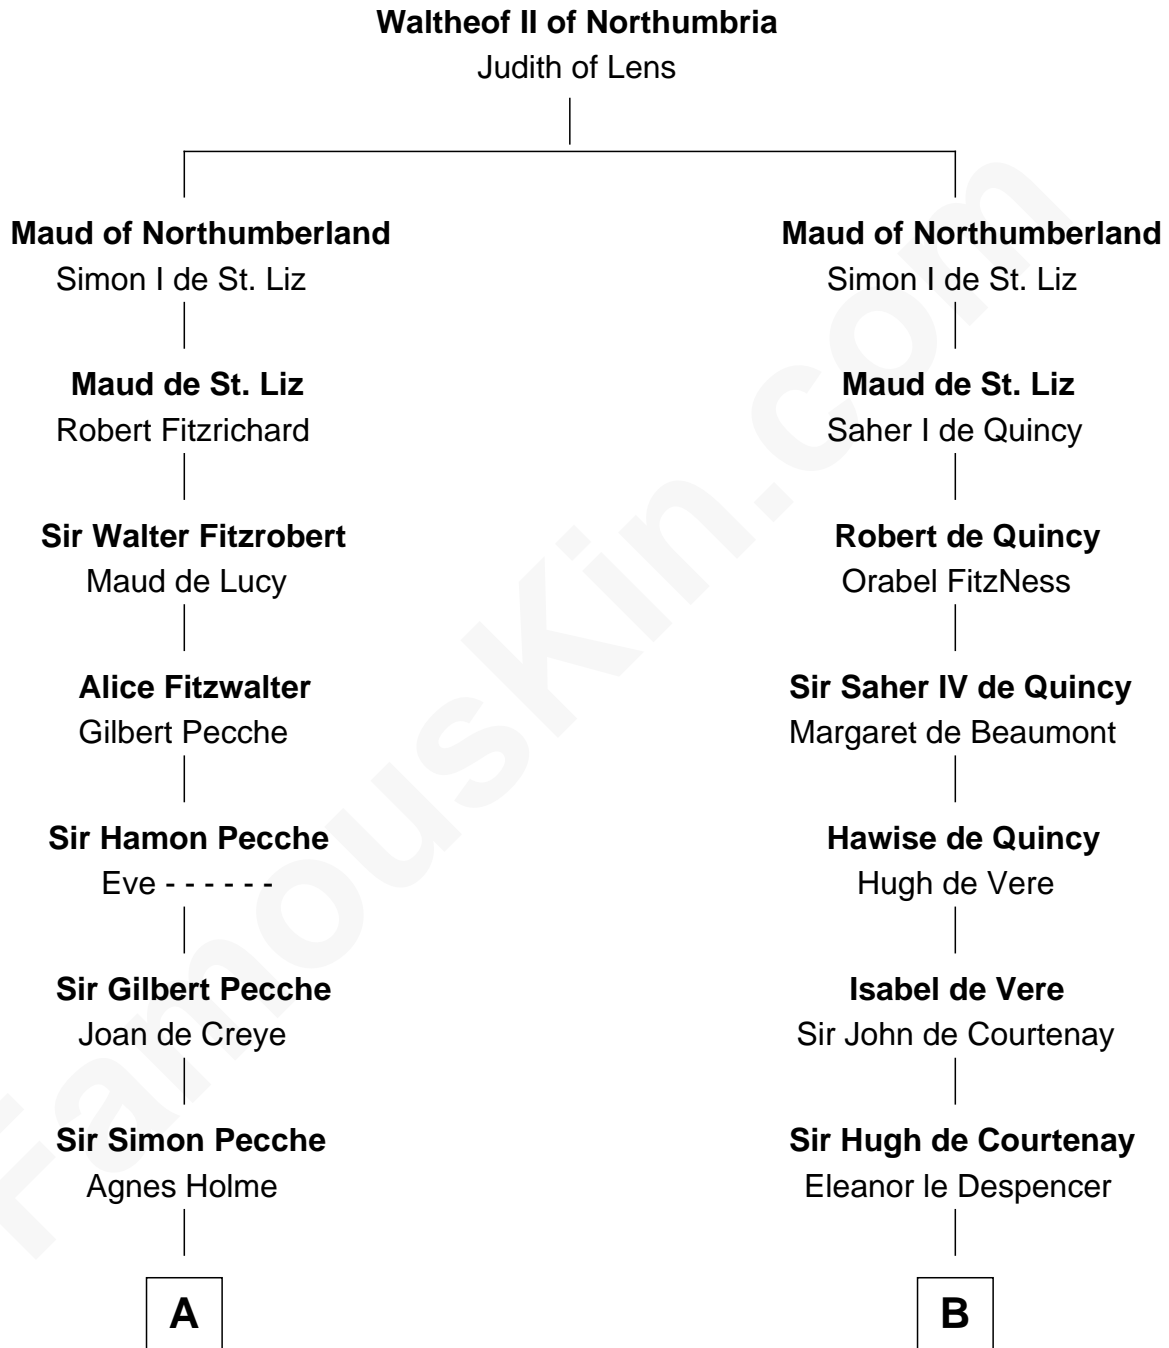 Waltheof II of Northumbria
Judith of Lens
Maud of Northumberland
Simon I de St. Liz
Maud of Northumberland
Simon I de St. Liz
Maud de St. Liz
Robert Fitzrichard
Maud de St. Liz
Saher I de Quincy
Sir Walter Fitzrobert
Maud de Lucy
Robert de Quincy
Orabel FitzNess
Alice Fitzwalter
Gilbert Pecche
Sir Saher IV de Quincy
Margaret de Beaumont
Sir Hamon Pecche
Eve - - - - - -
Hawise de Quincy
Hugh de Vere
Sir Gilbert Pecche
Joan de Creye
Isabel de Vere
Sir John de Courtenay
Sir Simon Pecche
Agnes Holme
Sir Hugh de Courtenay
Eleanor le Despencer
A
B
FamousKin.com